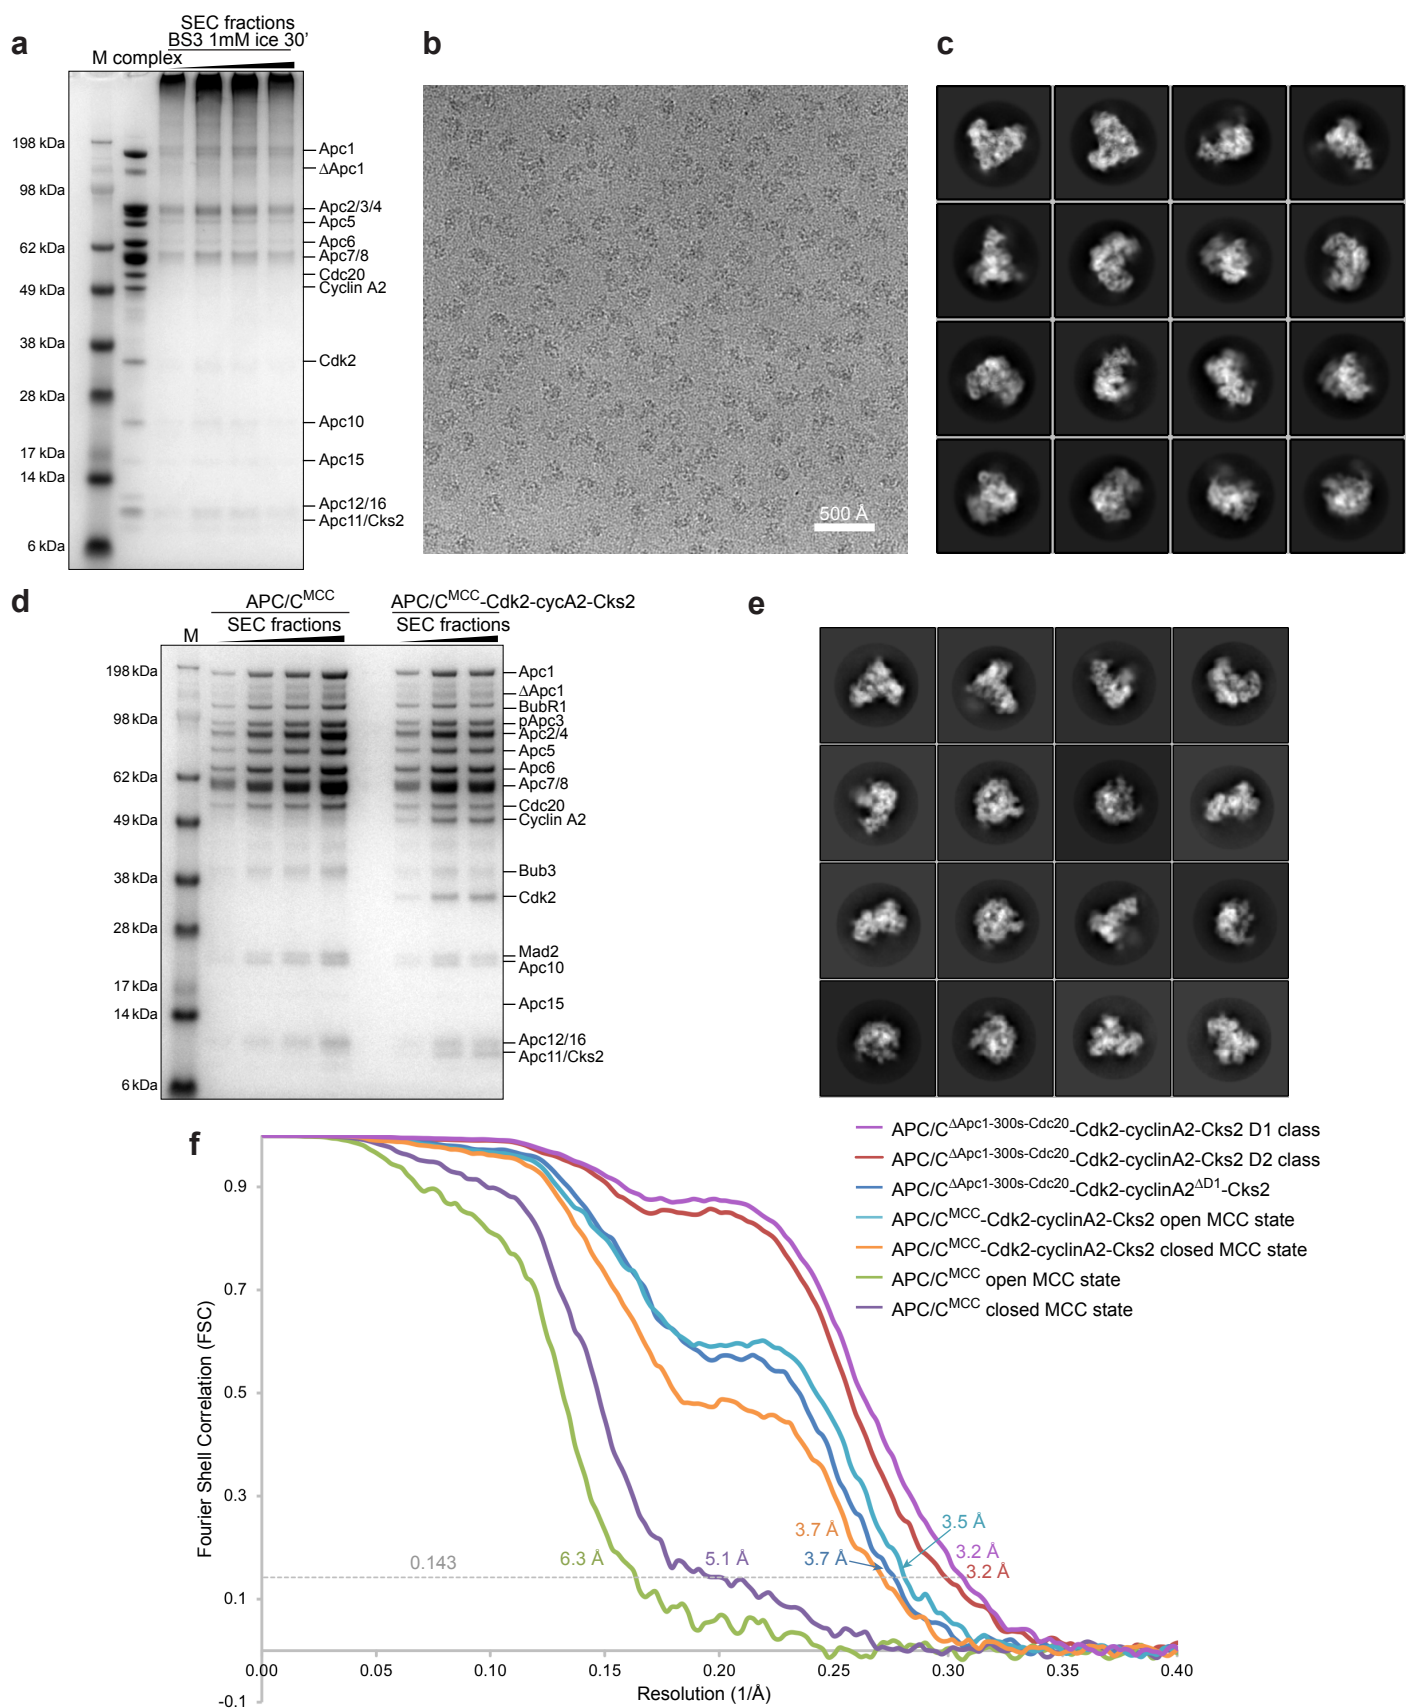 a
SEC fractions
BS3 1mM ice 30’
M complex
198 kDa
98 kDa
62 kDa
49 kDa
38 kDa
28 kDa
17 kDa
14 kDa
6 kDa
Apc1
ΔApc1
Apc2/3/4
Apc5
Apc6
Apc7/8
Cdc20
Cyclin A2
Cdk2
Apc10
Apc15
Apc12/16
Apc11/Cks2
b
500 Å
c
d
APC/C^MCC
SEC fractions
APC/C^MCC-Cdk2-cycA2-Cks2
SEC fractions
M
198 kDa
98 kDa
62 kDa
49 kDa
38 kDa
28 kDa
17 kDa
14 kDa
6 kDa
Apc1
ΔApc1
BubR1
pApc3
Apc2/4
Apc5
Apc6
Apc7/8
Cdc20
Cyclin A2
Bub3
Cdk2
Mad2
Apc10
Apc15
Apc12/16
Apc11/Cks2
e
f
APC/C^ΔApc1-300s-Cdc20-Cdk2-cyclinA2-Cks2 D1 class
APC/C^ΔApc1-300s-Cdc20-Cdk2-cyclinA2-Cks2 D2 class
APC/C^ΔApc1-300s-Cdc20-Cdk2-cyclinA2^ΔD1-Cks2
APC/C^MCC-Cdk2-cyclinA2-Cks2 open MCC state
APC/C^MCC-Cdk2-cyclinA2-Cks2 closed MCC state
APC/C^MCC open MCC state
APC/C^MCC closed MCC state
Fourier Shell Correlation (FSC)
0.9
0.7
0.5
0.3
0.1
-0.1
0.143
6.3 Å
5.1 Å
3.7 Å
3.7 Å
3.5 Å
3.2 Å
3.2 Å
0.00
0.05
0.10
0.15
0.20
0.25
0.30
0.35
0.40
Resolution (1/Å)